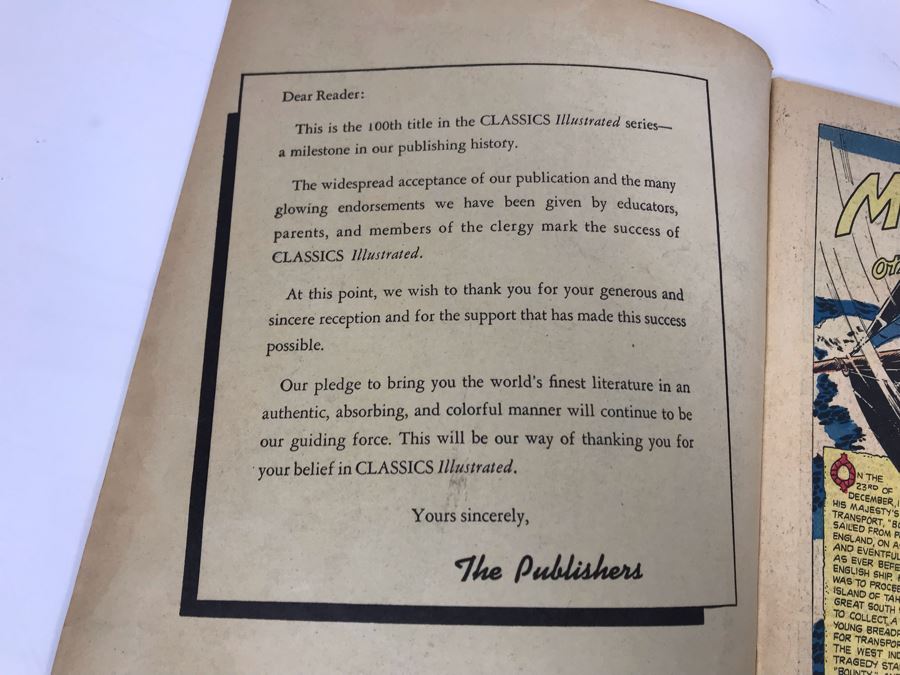 Dear Reader:
This is the 100th title in the CLASSICS Illustrated series—
a milestone in our publishing history.
The widespread acceptance of our publication and the many
glowing endorsements we have been given by educators,
parents, and members of the clergy mark the success of
CLASSICS Illustrated.
At this point, we wish to thank you for your generous and
sincere reception and for the support that has made this success
possible.
Our pledge to bring you the world's finest literature in an
authentic, absorbing, and colorful manner will continue to be
our guiding force. This will be our way of thanking you for
your belief in CLASSICS Illustrated.
Yours sincerely,
The Publishers
M
ON THE
23RD OF
DECEMBER,
HIS MAJESTY'S
TRANSPORT,
SAILED FROM
ENGLAND, ON
AND EVENTFUL
AS EVER
ENGLISH SHIP.
WAS TO
ISLAND OF
GREAT SOUTH
TO COLLECT A
YOUNG
FOR
THE WEST
TRAGEDY
"BOUNTY,"